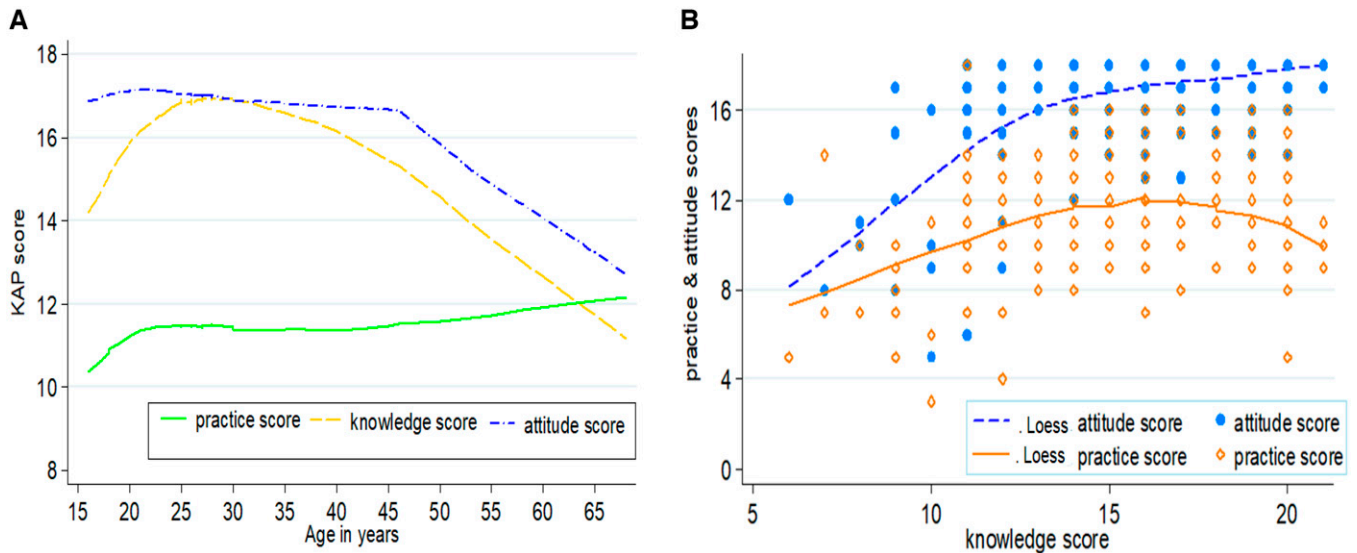 A
KAP score
18
16
14
12
10
8
15 20 25 30 35 40 45 50 55 60 65
Age in years
practice score knowledge score attitude score
B
practice & attitude scores
16
12
8
4
0
5 10 15 20
knowledge score
. Loess attitude score attitude score
. Loess practice score practice score